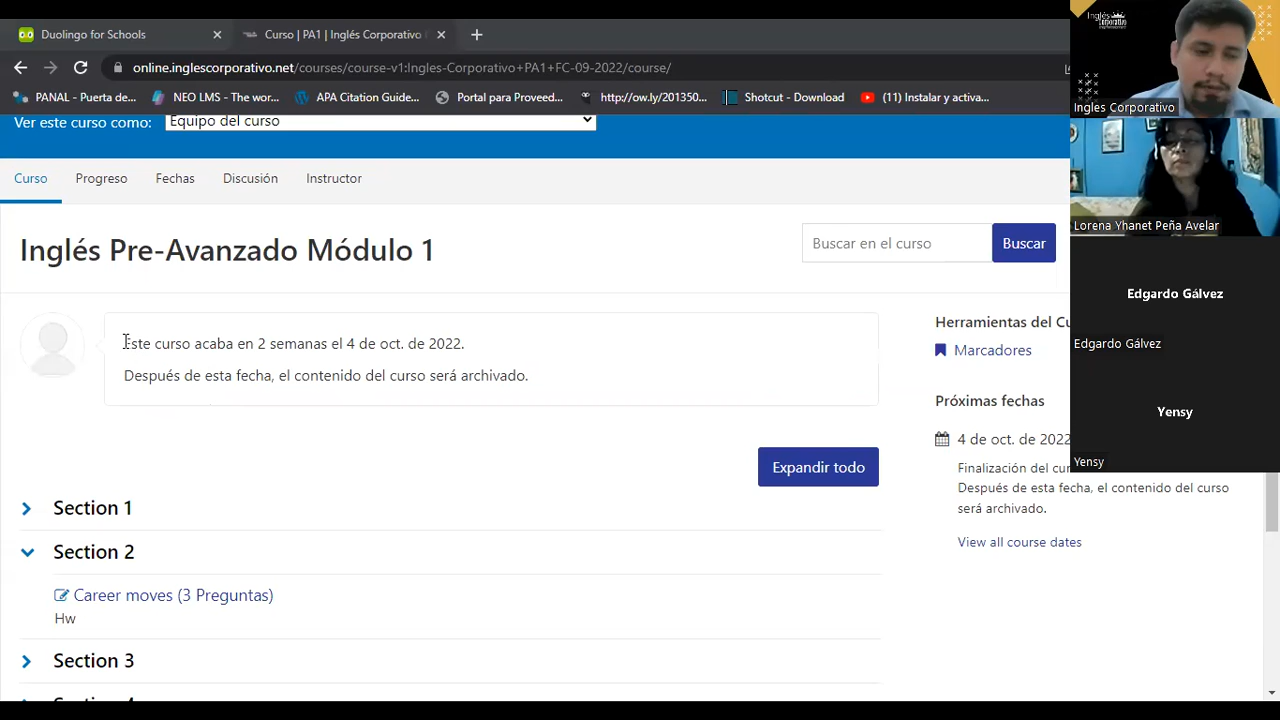 Duolingo for Schools
Curso | PA1 | Inglés Corporativo
online.inglescorporativo.net/courses/course-v1:Ingles-Corporativo+PA1+FC-09-2022/course/
PANAL - Puerta de...
NEO LMS - The wor...
APA Citation Guide...
Portal para Proveed...
http://ow.ly/201350...
Shotcut - Download
(11) Instalar y activa...
Ver este curso como:
Equipo del curso
Curso
Progreso
Fechas
Discusión
Instructor
Inglés Pre-Avanzado Módulo 1
Buscar en el curso
Buscar
Este curso acaba en 2 semanas el 4 de oct. de 2022.
Después de esta fecha, el contenido del curso será archivado.
Expandir todo
Section 1
Section 2
Career moves (3 Preguntas)
Hw
Section 3
Herramientas del Cu
Marcadores
Próximas fechas
4 de oct. de 2022
Finalización del cur
Después de esta fecha, el contenido del curso
será archivado.
View all course dates
Inglés
Corporativo
Ingles Corporativo
Lorena Yhanet Peña Avelar
Edgardo Gálvez
Edgardo Gálvez
Yensy
Yensy